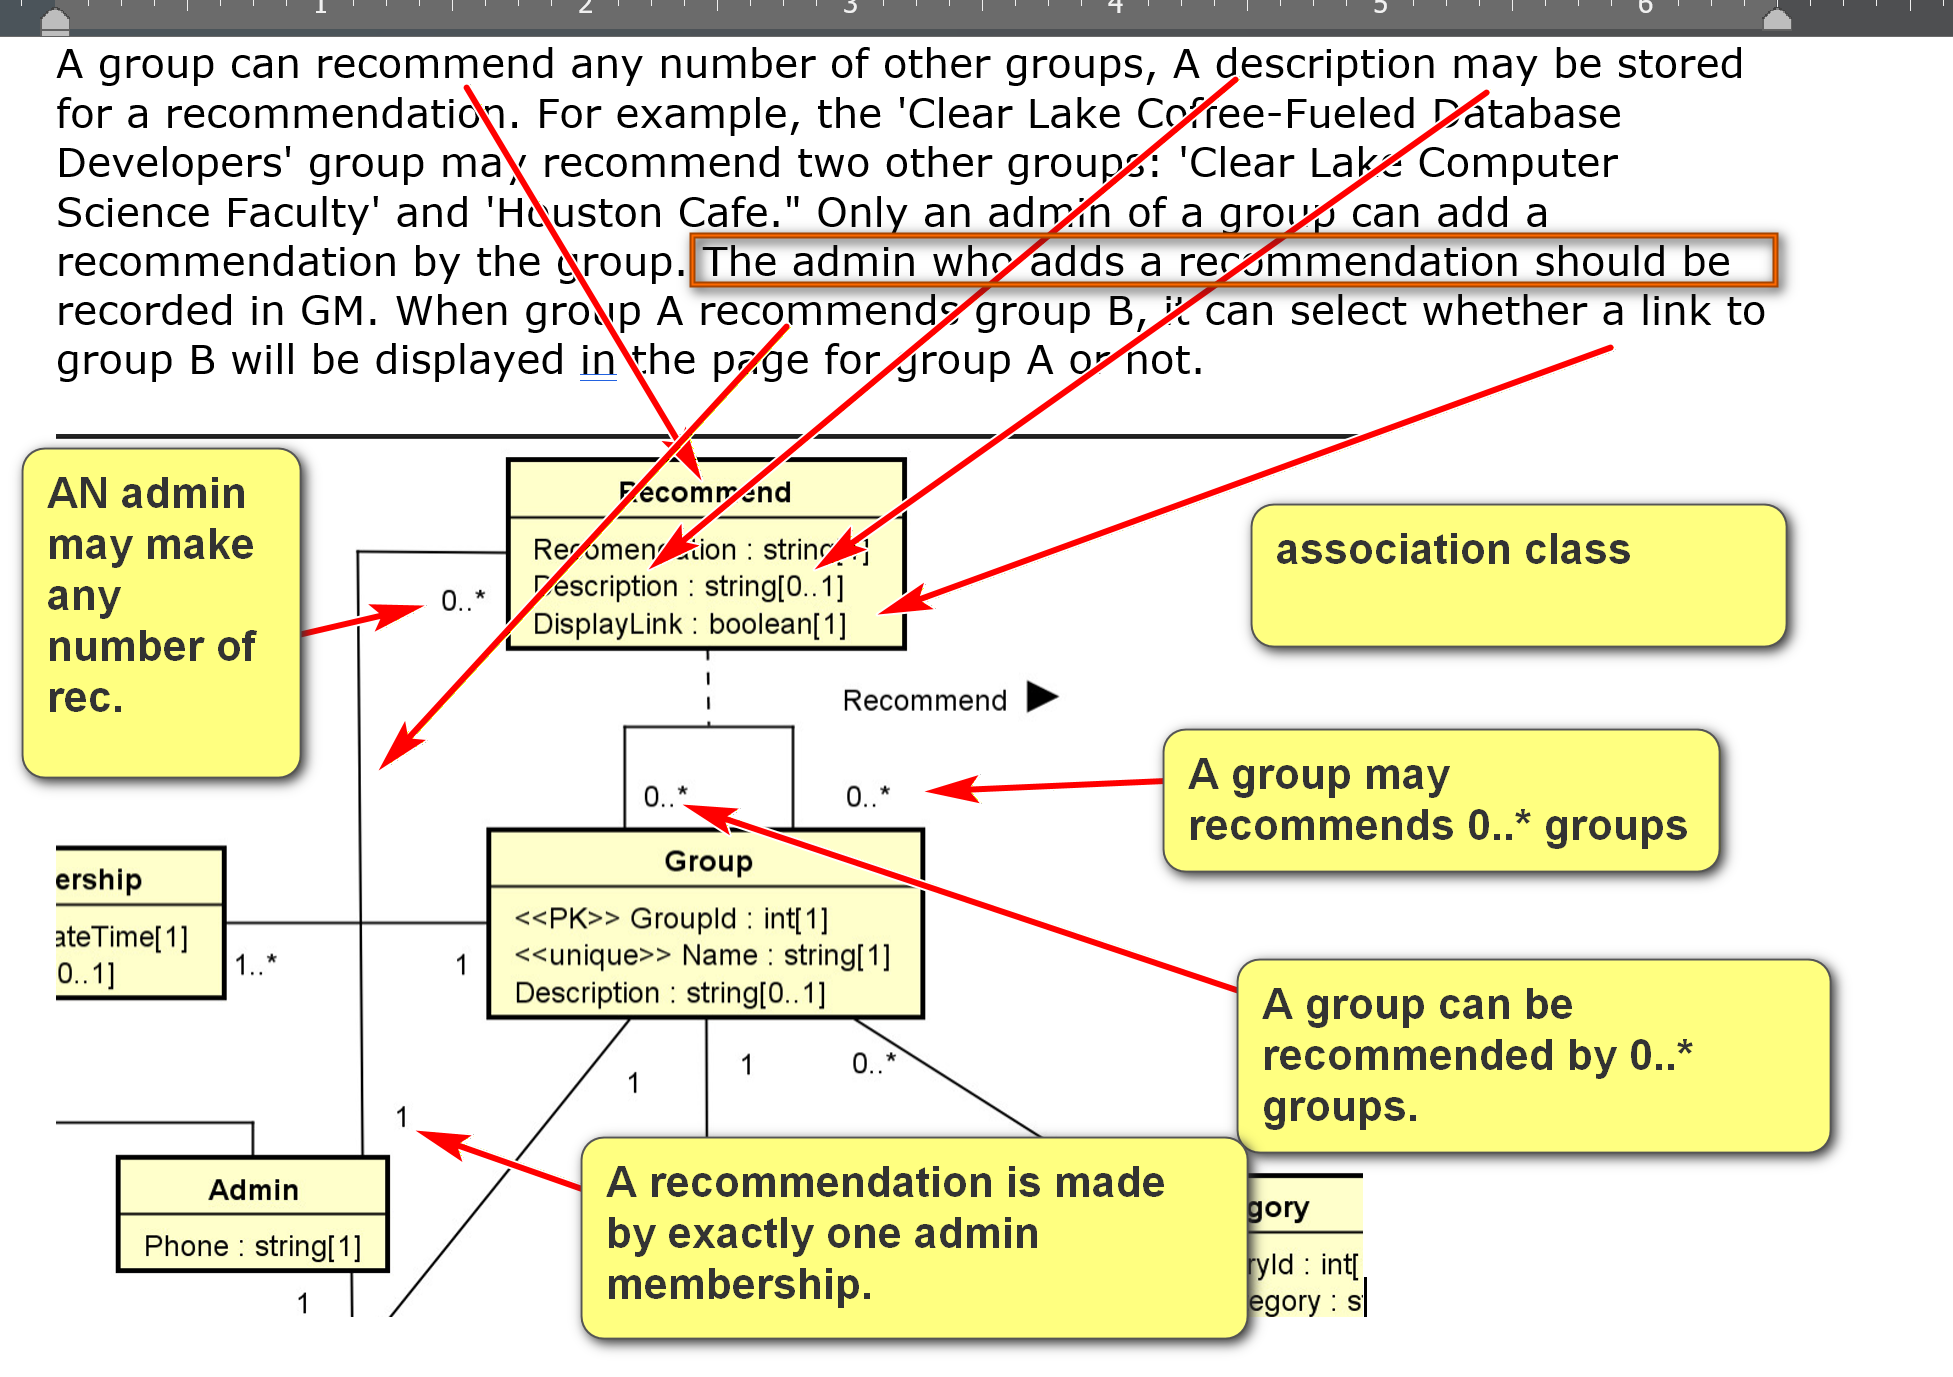 1 2 3 4 5 6
A group can recommend any number of other groups, A description may be stored
for a recommendation. For example, the 'Clear Lake Coffee-Fueled Database
Developers' group may recommend two other groups: 'Clear Lake Computer
Science Faculty' and 'Houston Cafe." Only an admin of a group can add a
recommendation by the group. The admin who adds a recommendation should be
recorded in GM. When group A recommends group B, it can select whether a link to
group B will be displayed in the page for group A or not.
AN admin
may make
any
number of
rec.
Recommend
Recomendation : string[1]
Description : string[0..1]
DisplayLink : boolean[1]
0..*
association class
Recommend
0..*
0..*
A group may
recommends 0..* groups
Group
<<PK>> GroupId : int[1]
<<unique>> Name : string[1]
Description : string[0..1]
ership
ateTime[1]
0..1]
1..*
1
A group can be
recommended by 0..*
groups.
1
1
0..*
1
Admin
Phone : string[1]
1
A recommendation is made
by exactly one admin
membership.
gory
ryId : int[
egory : s